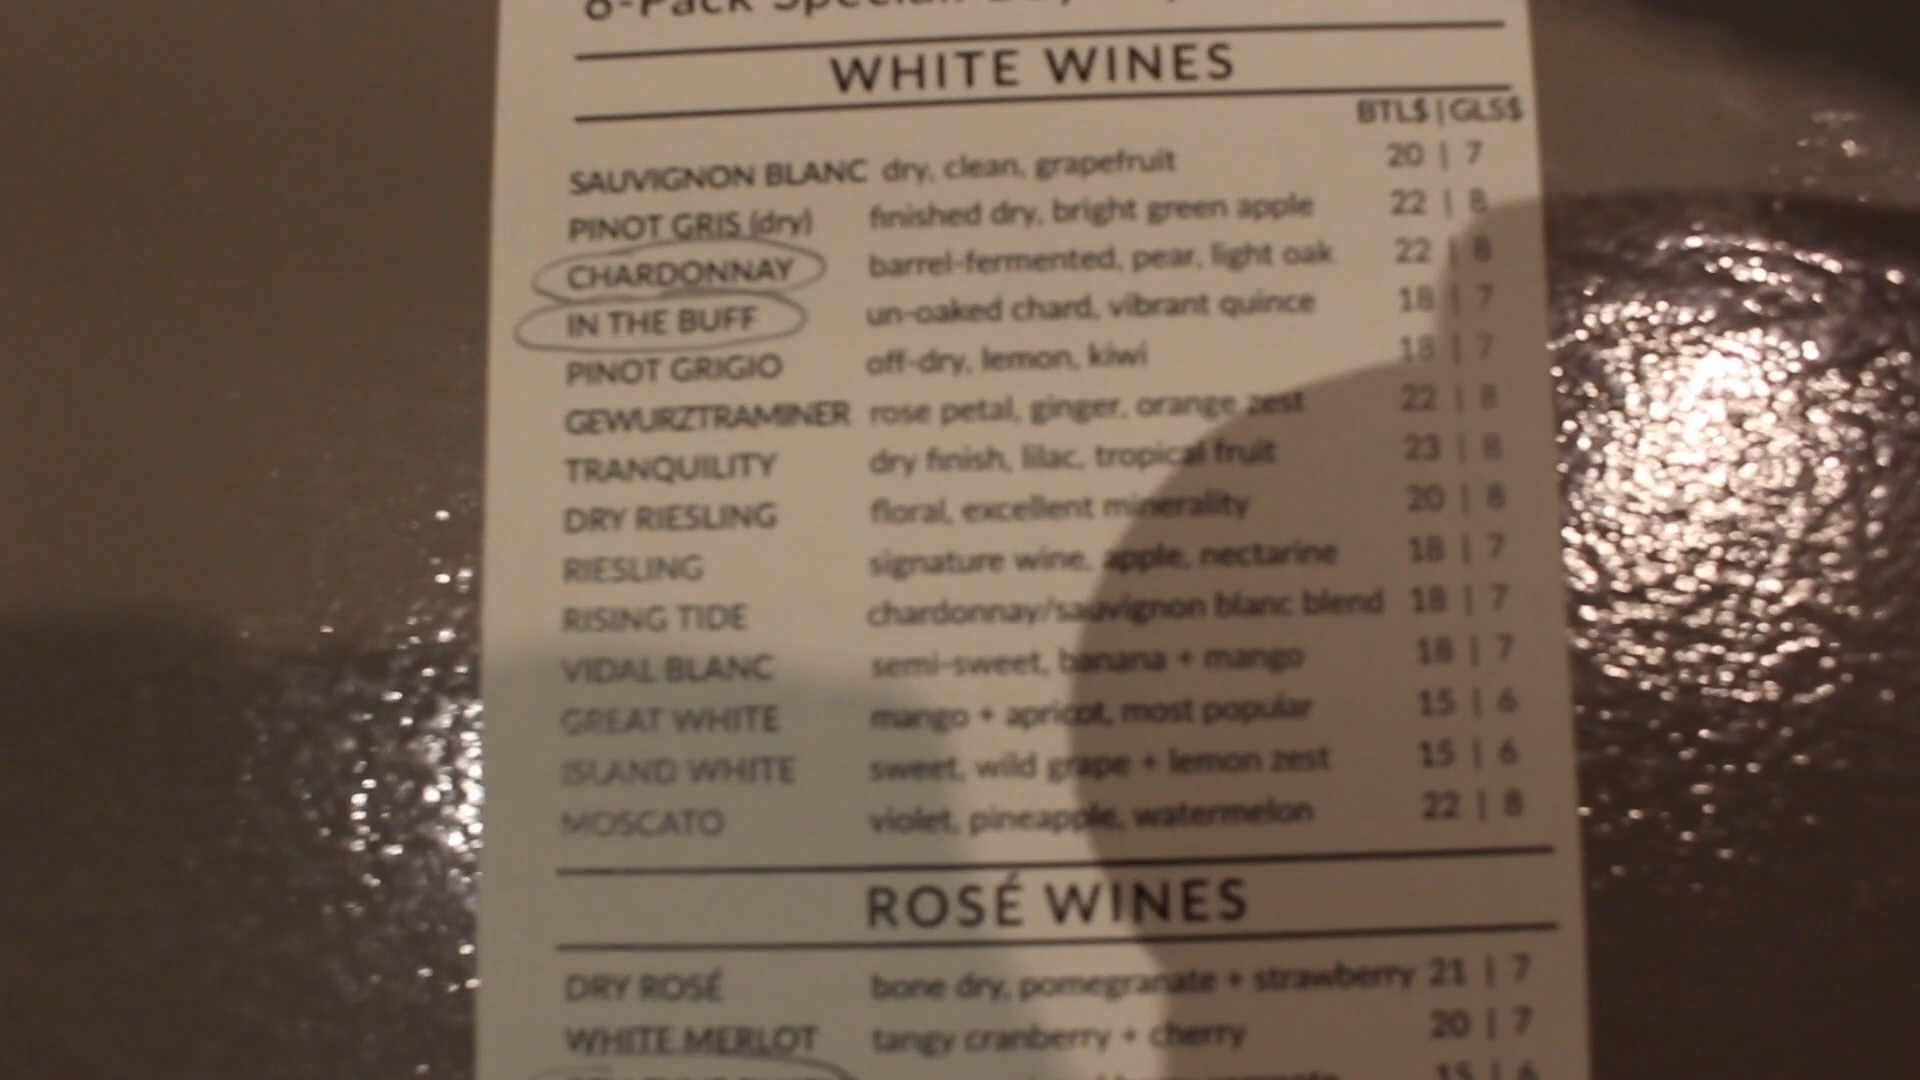 6-Pack Special:
WHITE WINES
BTL$ | GLS$
SAUVIGNON BLANC dry, clean, grapefruit 20 | 7
PINOT GRIS (dry) finished dry, bright green apple 22 | 8
CHARDONNAY barrel-fermented, pear, light oak 22 | 8
IN THE BUFF un-oaked chard, vibrant quince 18 | 7
PINOT GRIGIO off-dry, lemon, kiwi 18 | 7
GEWURZTRAMINER rose petal, ginger, orange zest 22 | 8
TRANQUILITY dry finish, lilac, tropical fruit 23 | 8
DRY RIESLING floral, excellent minerality 20 | 8
RIESLING signature wine, apple, nectarine 18 | 7
RISING TIDE chardonnay/sauvignon blanc blend 18 | 7
VIDAL BLANC semi-sweet, banana + mango 18 | 7
GREAT WHITE mango + apricot, most popular 15 | 6
ISLAND WHITE sweet, wild grape + lemon zest 15 | 6
MOSCATO violet, pineapple, watermelon 22 | 8
ROSÉ WINES
DRY ROSÉ bone dry, pomegranate + strawberry 21 | 7
WHITE MERLOT tangy cranberry + cherry 20 | 7
15 | 6